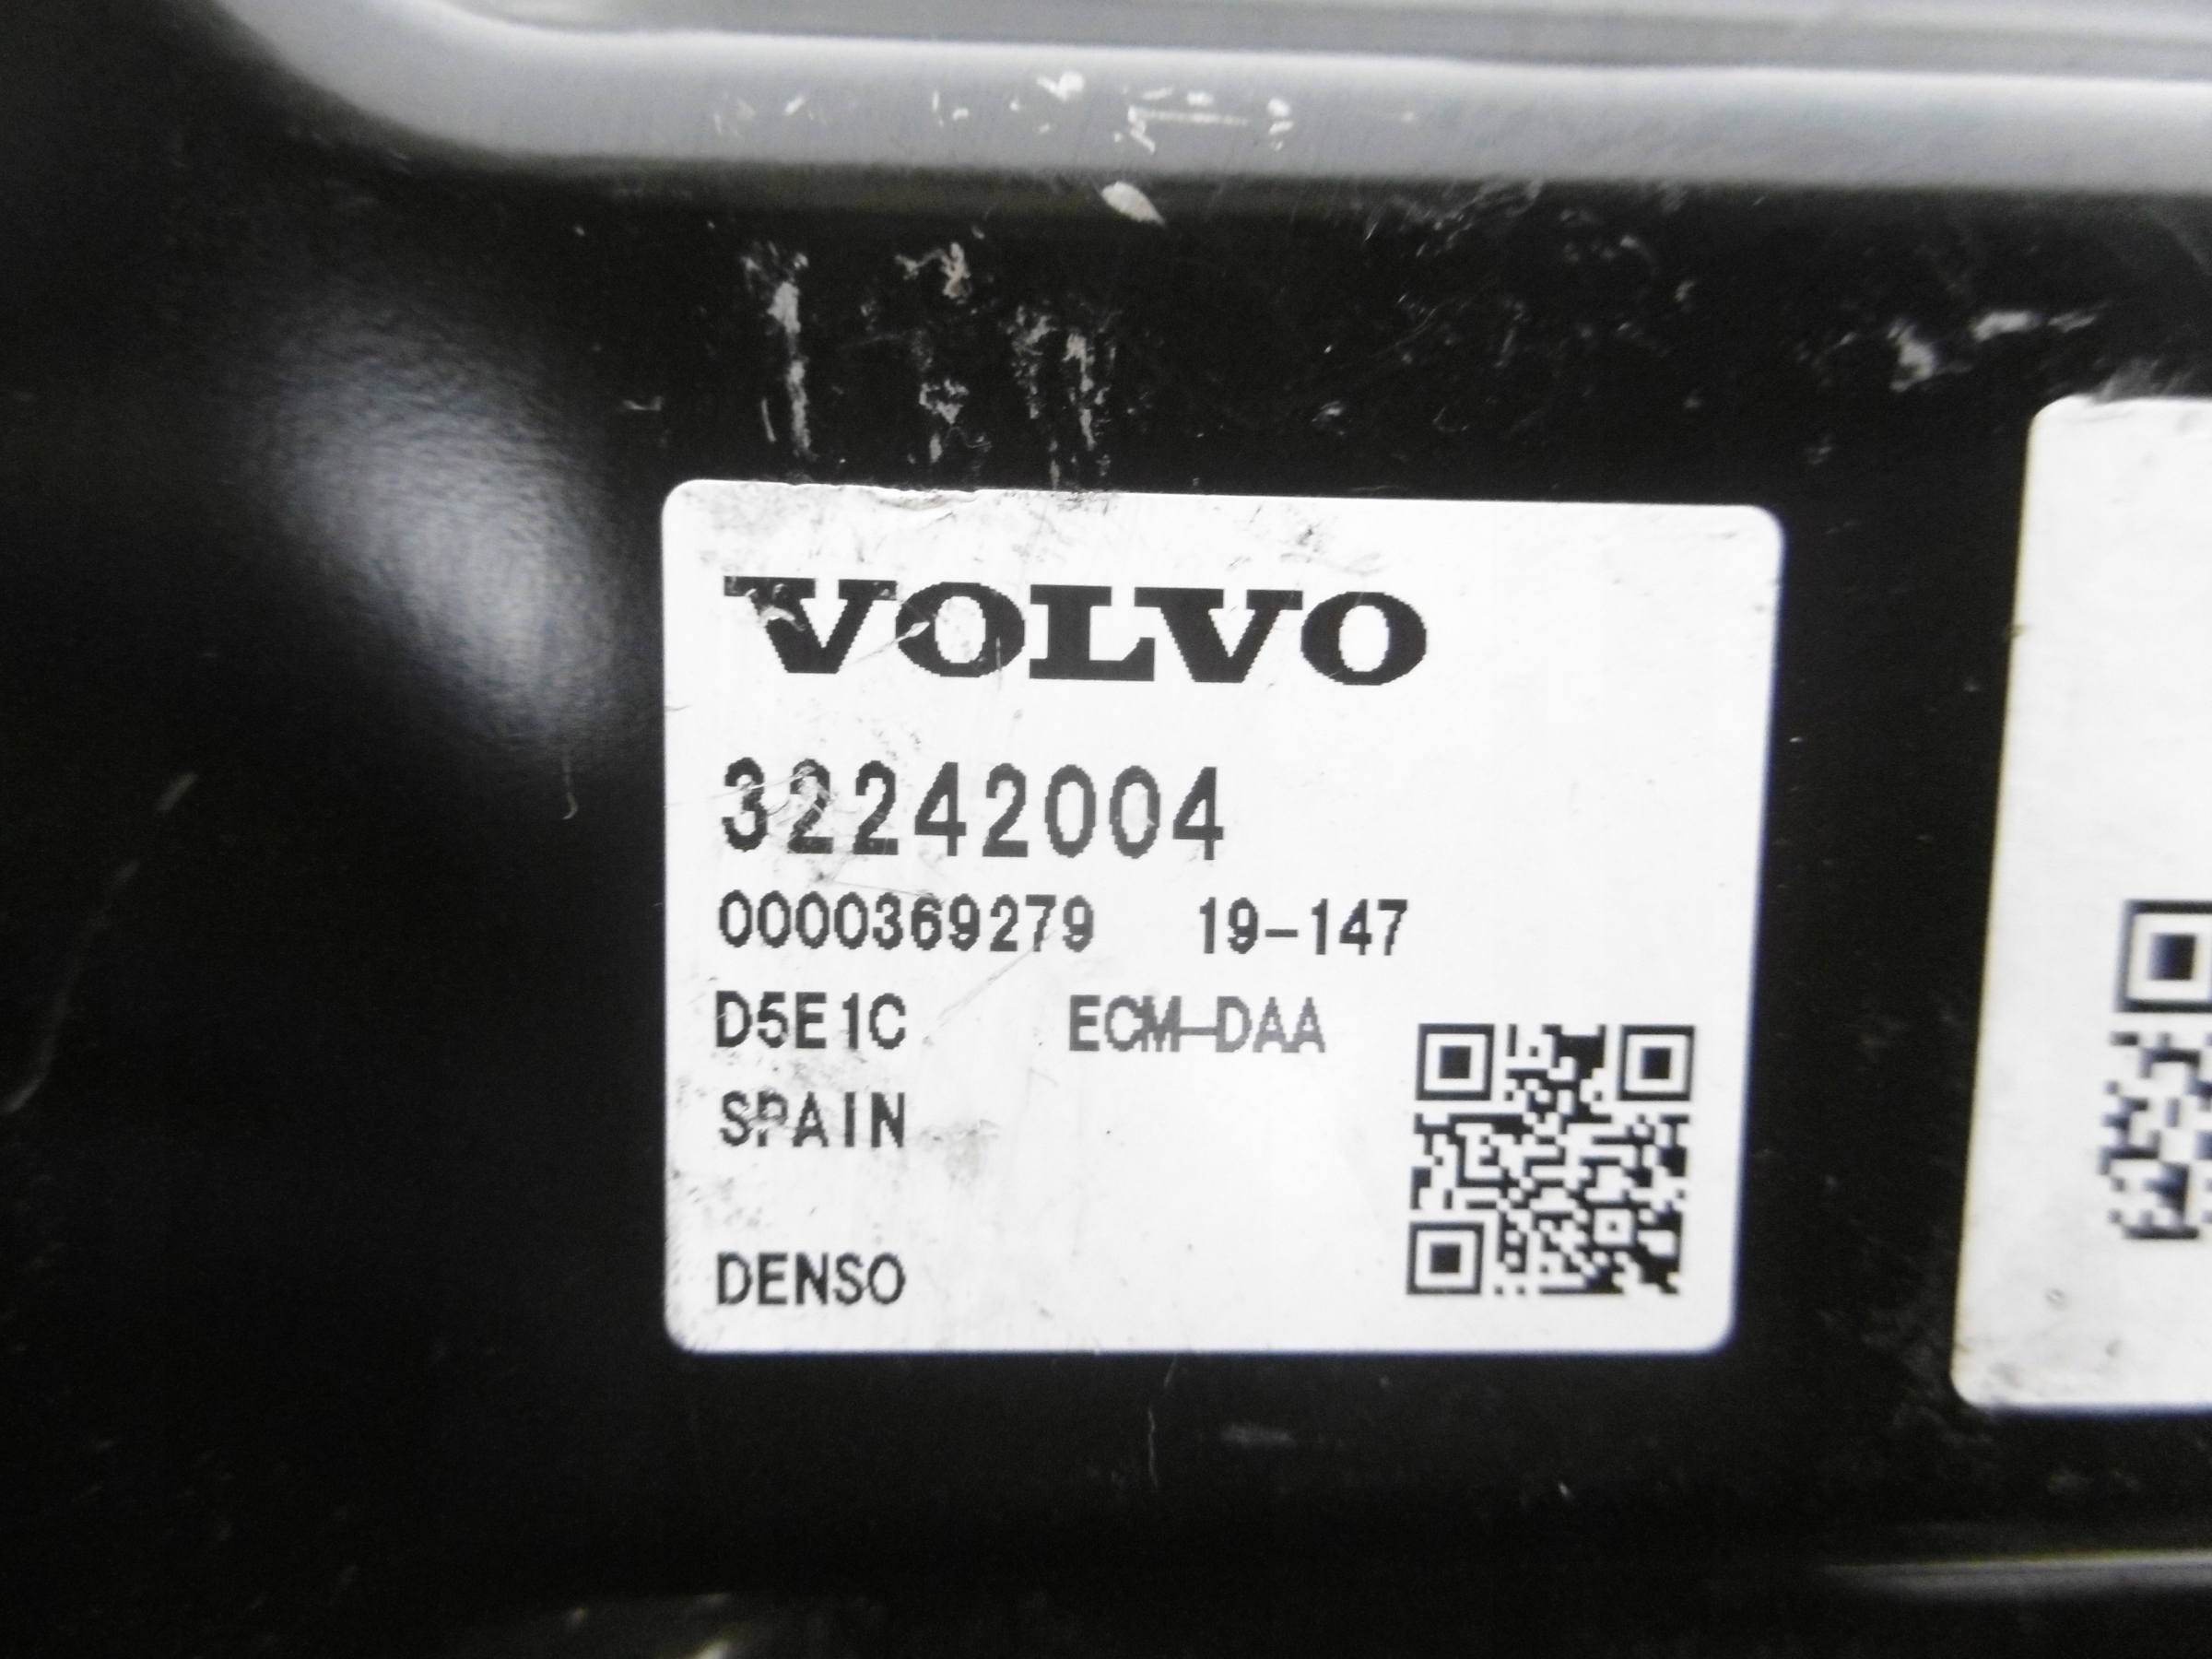 VOLVO
32242004
0000369279 19-147
D5E1C ECM-DAA
SPAIN
DENSO